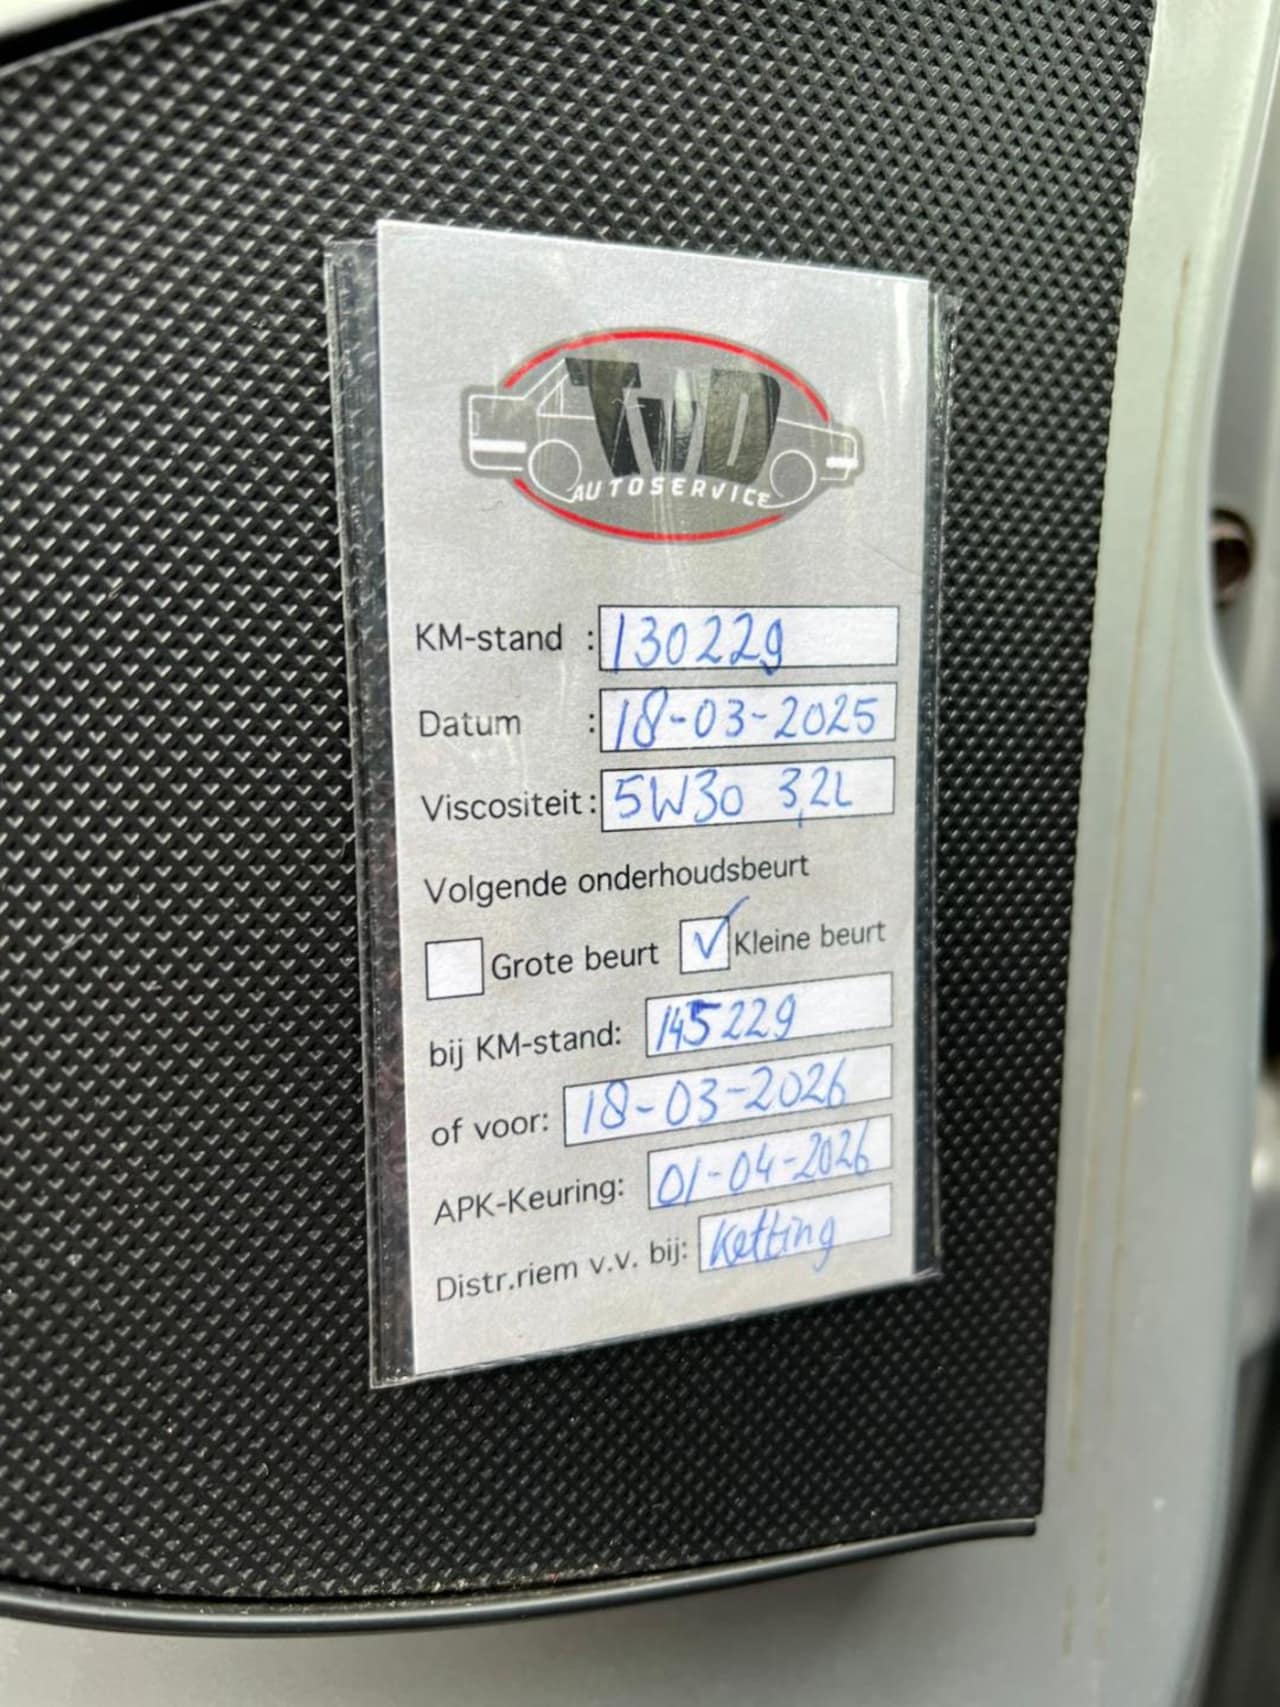 TiD
AUTOSERVICE
KM-stand : 130229
Datum : 18-03-2025
Viscositeit: 5W30 3,2L
Volgende onderhoudsbeurt
Grote beurt Kleine beurt
bij KM-stand: 145229
of voor: 18-03-2026
APK-Keuring: 01-04-2026
Distr.riem v.v. bij: Ketting